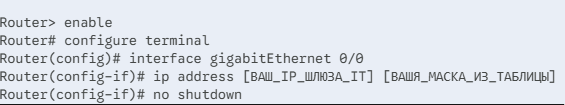 Router> enable
Router# configure terminal
Router(config)# interface gigabitEthernet 0/0
Router(config-if)# ip address [ВАШ_IP_ШЛЮЗА_IT] [ВАШЯ_МАСКА_ИЗ_ТАБЛИЦЫ]
Router(config-if)# no shutdown